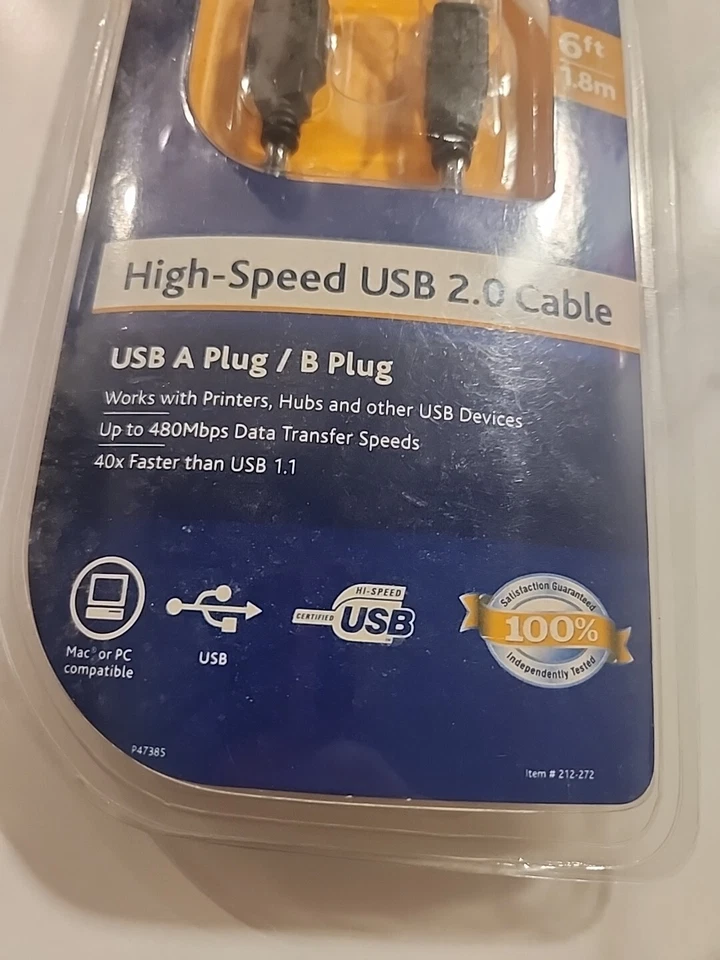 6ft
1.8m
High-Speed USB 2.0 Cable
USB A Plug / B Plug
Works with Printers, Hubs and other USB Devices
Up to 480Mbps Data Transfer Speeds
40x Faster than USB 1.1
Mac® or PC
compatible
USB
HI-SPEED
CERTIFIED
USB
Satisfaction Guaranteed
100%
Independently Tested
P47385
Item # 212-272